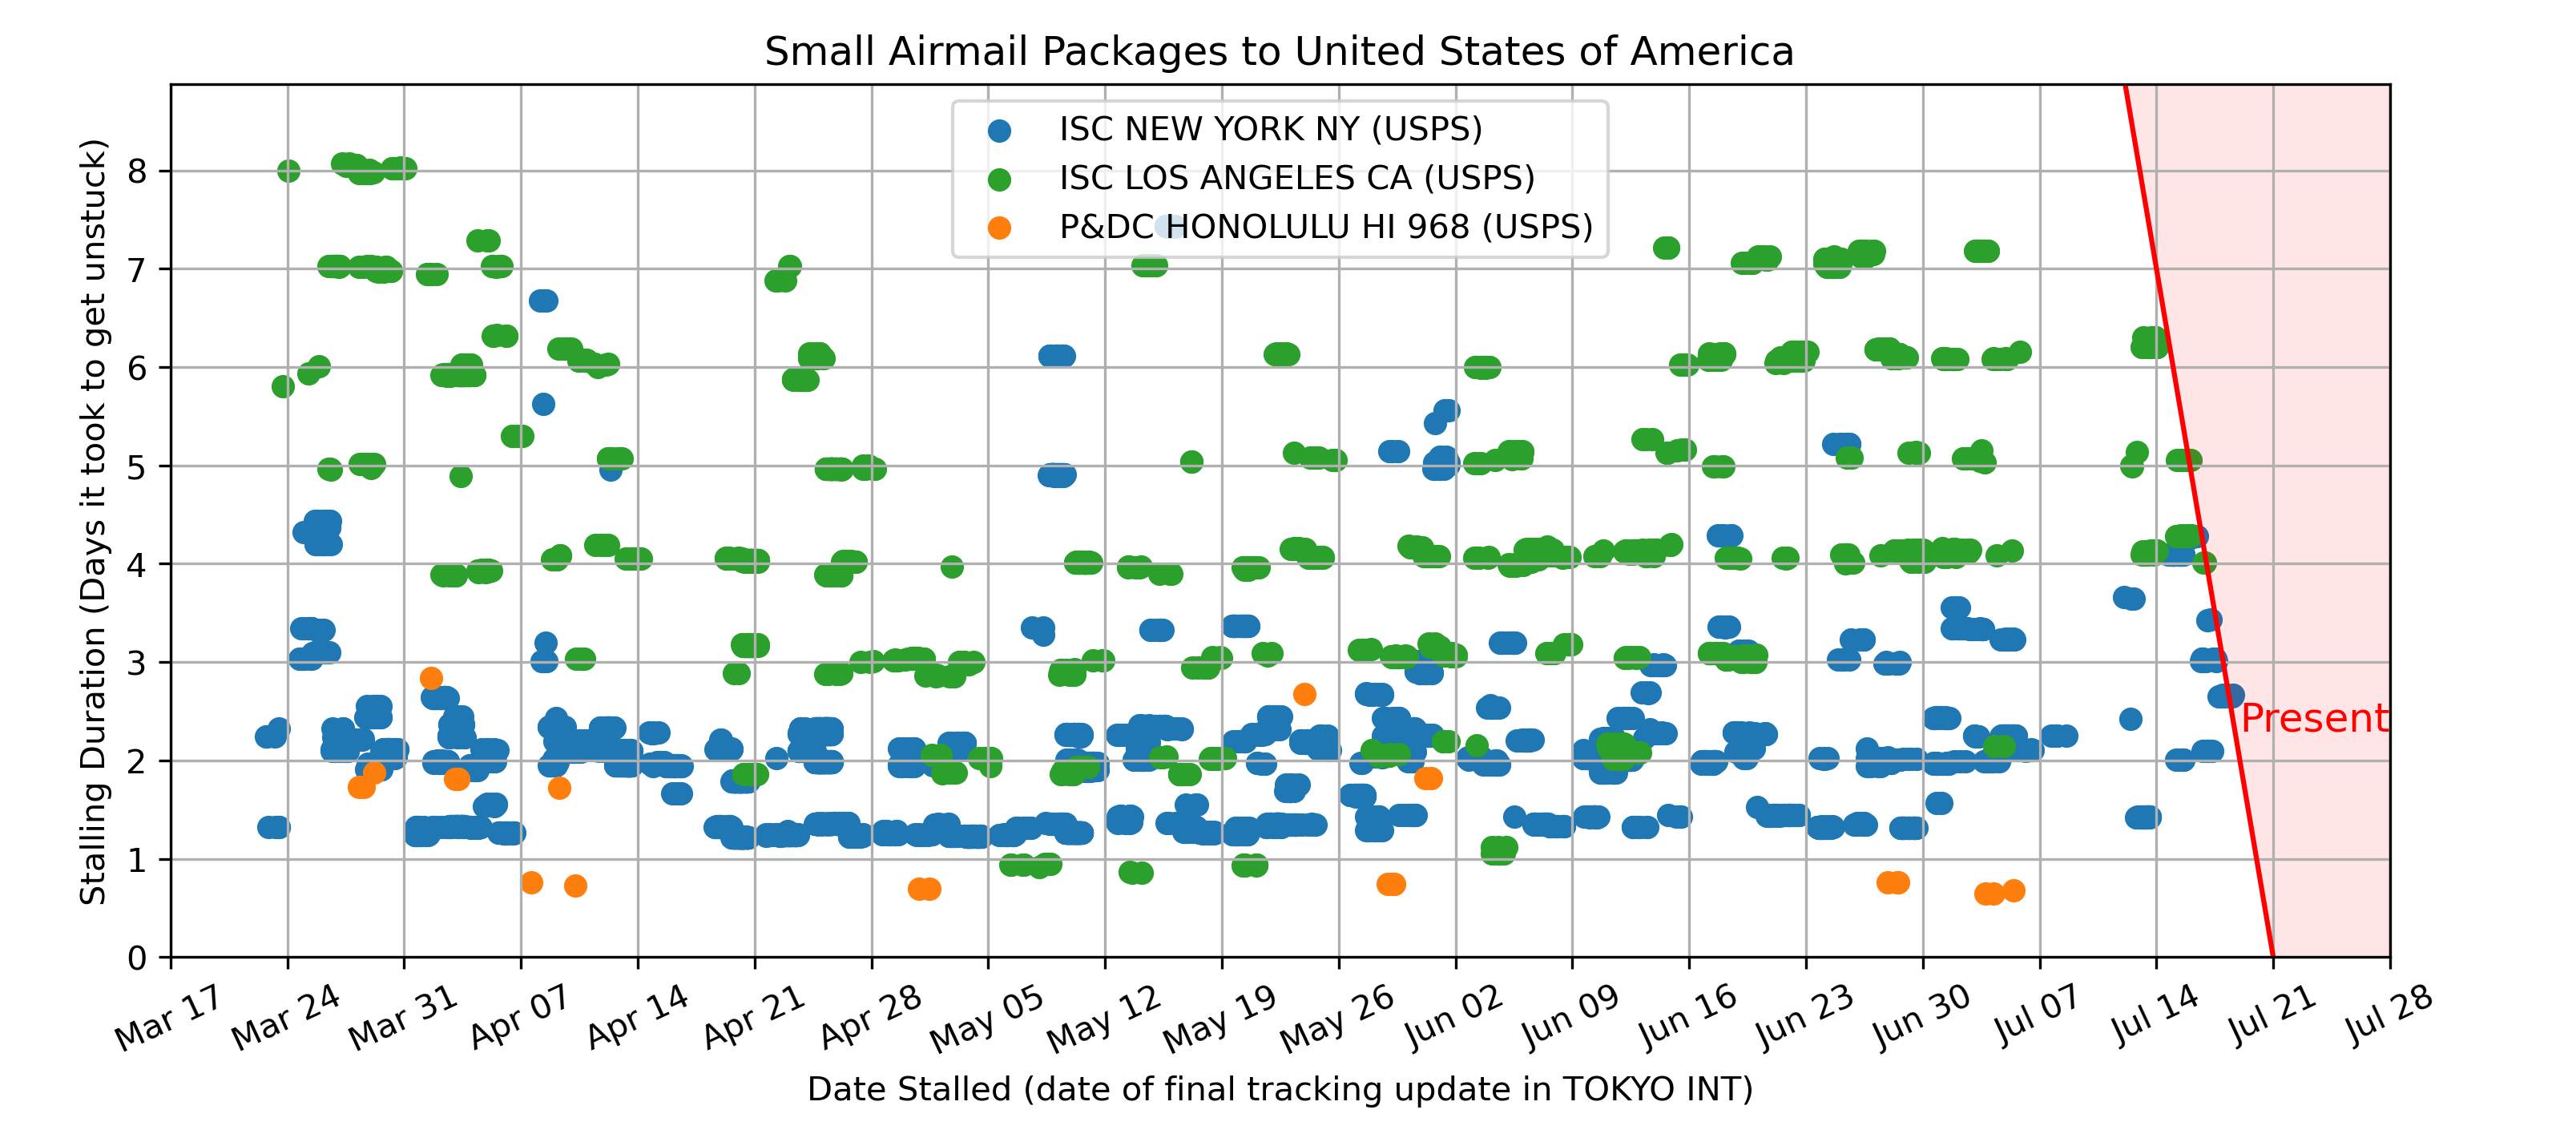 Small Airmail Packages to United States of America
Stalling Duration (Days it took to get unstuck)
8
7
6
5
4
3
2
1
0
ISC NEW YORK NY (USPS)
ISC LOS ANGELES CA (USPS)
P&DC HONOLULU HI 968 (USPS)
Present
Mar 17
Mar 24
Mar 31
Apr 07
Apr 14
Apr 21
Apr 28
May 05
May 12
May 19
May 26
Jun 02
Jun 09
Jun 16
Jun 23
Jun 30
Jul 07
Jul 14
Jul 21
Jul 28
Date Stalled (date of final tracking update in TOKYO INT)